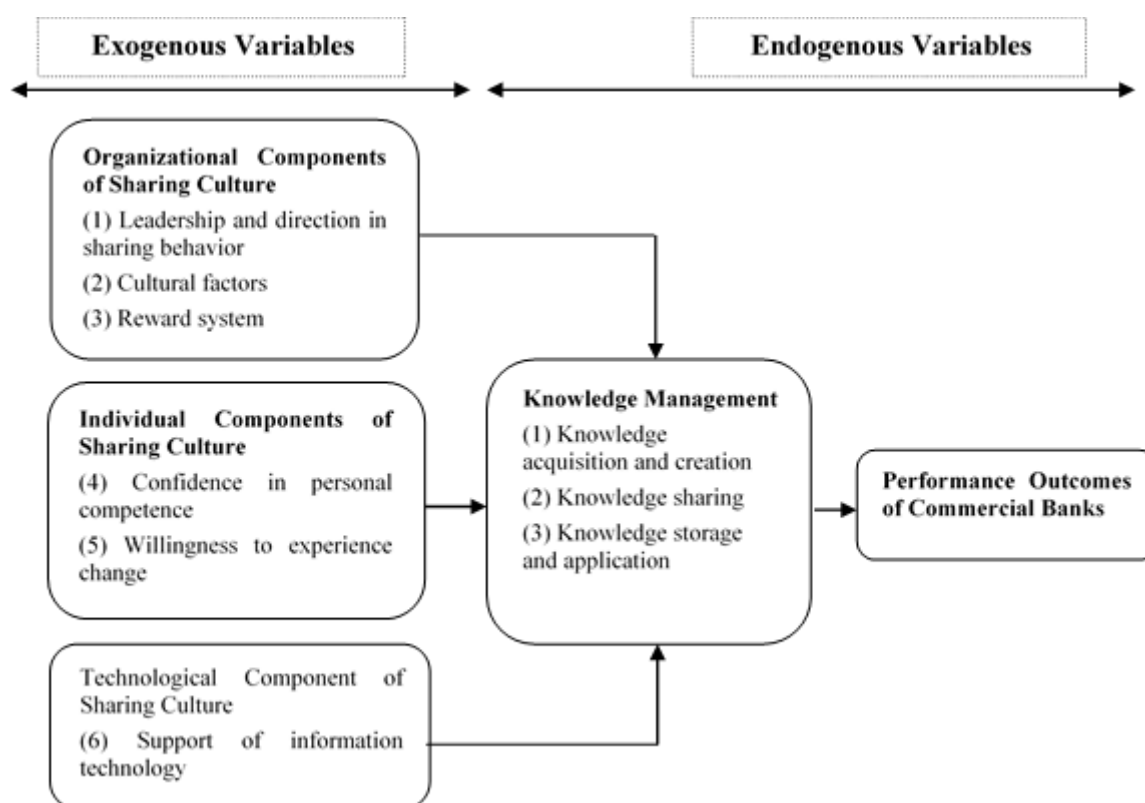 Exogenous Variables
Endogenous Variables
Organizational Components
of Sharing Culture
(1) Leadership and direction in
sharing behavior
(2) Cultural factors
(3) Reward system
Individual Components of
Sharing Culture
(4) Confidence in personal
competence
(5) Willingness to experience
change
Technological Component of
Sharing Culture
(6) Support of information
technology
Knowledge Management
(1) Knowledge
acquisition and creation
(2) Knowledge sharing
(3) Knowledge storage
and application
Performance Outcomes
of Commercial Banks